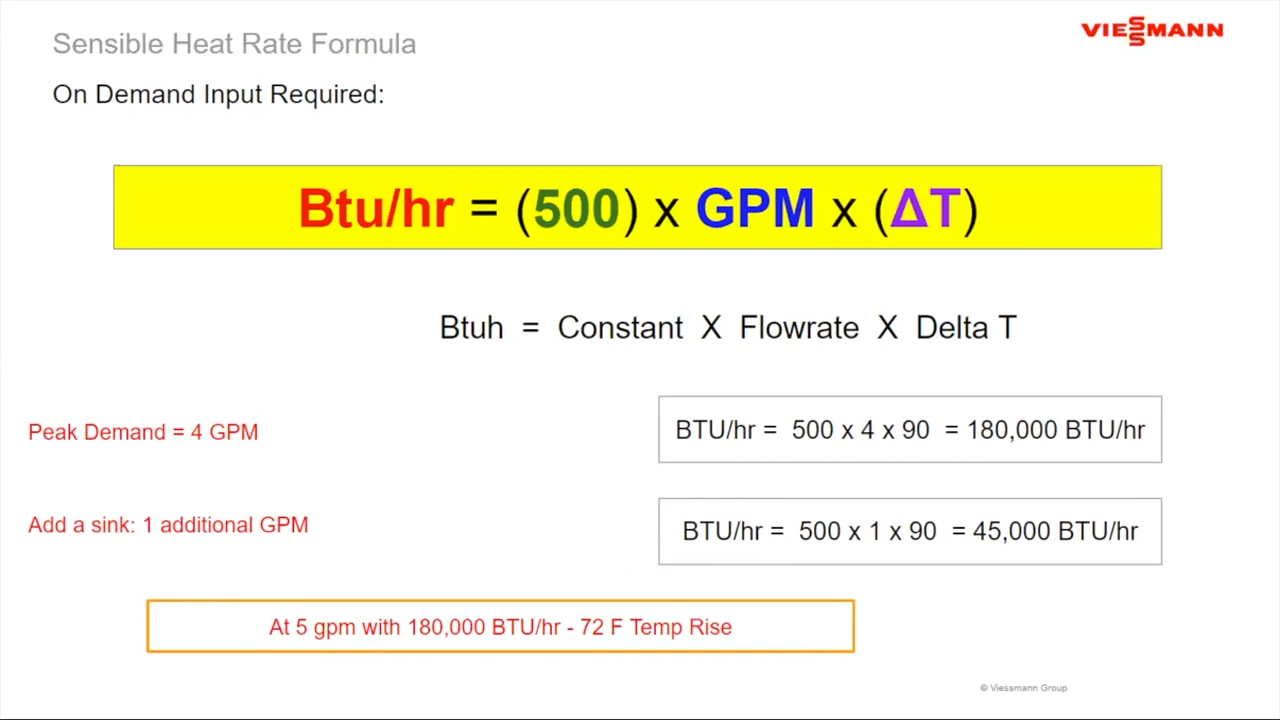 Sensible Heat Rate Formula
VIESSMANN
On Demand Input Required:
Btu/hr = (500) x GPM x (ΔT)
Btuh = Constant X Flowrate X Delta T
Peak Demand = 4 GPM
BTU/hr = 500 x 4 x 90 = 180,000 BTU/hr
Add a sink: 1 additional GPM
BTU/hr = 500 x 1 x 90 = 45,000 BTU/hr
At 5 gpm with 180,000 BTU/hr - 72 F Temp Rise
© Viessmann Group